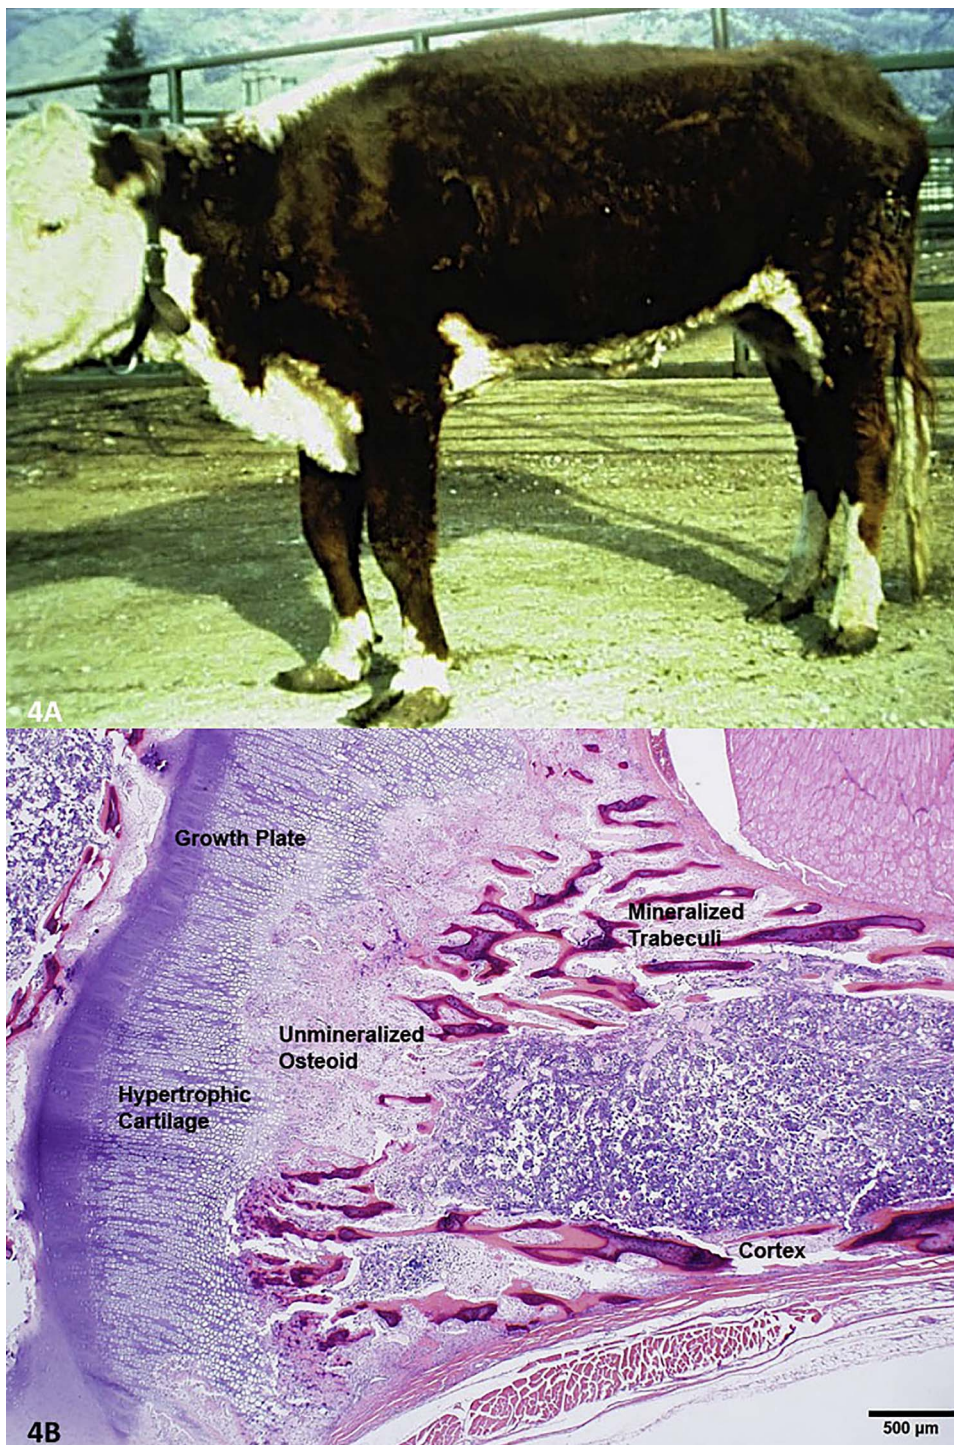 4A
Growth Plate
Mineralized
Trabeculi
Unmineralized
Osteoid
Hypertrophic
Cartilage
Cortex
4B
500 µm